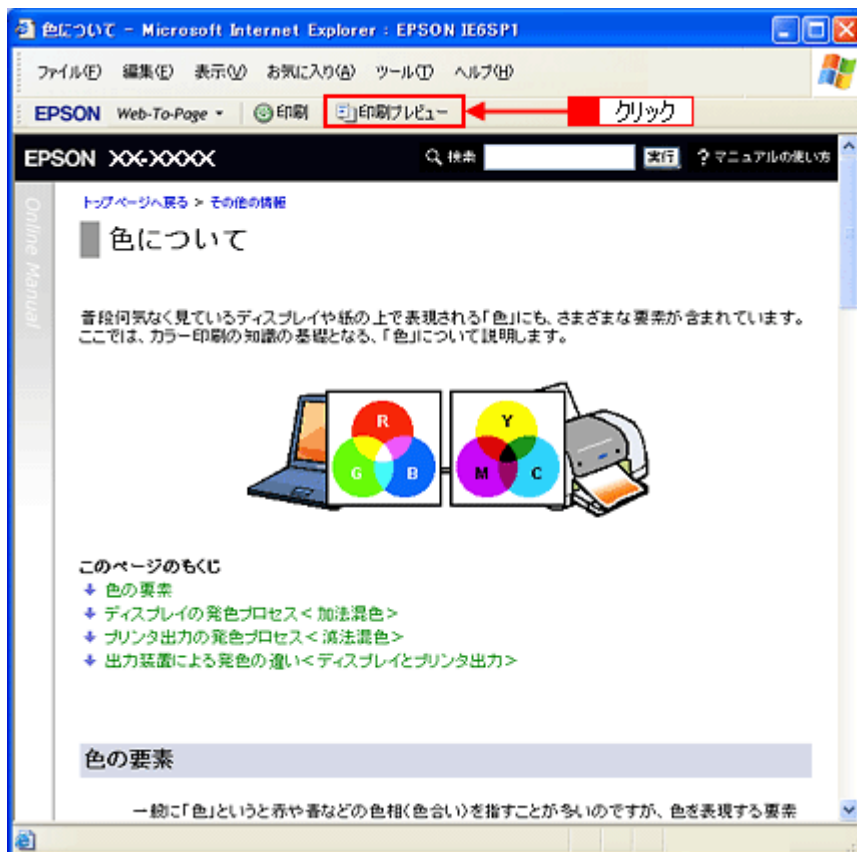 色について - Microsoft Internet Explorer : EPSON IE6SP1
ファイル(F) 編集(E) 表示(V) お気に入り(A) ツール(T) ヘルプ(H)
EPSON Web-To-Page 印刷 印刷プレビュー クリック
EPSON XX-XXXX 検索 実行 ? マニュアルの使い方
Online Manual
トップページへ戻る > その他の情報
色について
普段何気なく見ているディスプレイや紙の上で表現される「色」にも、さまざまな要素が含まれています。
ここでは、カラー印刷の知識の基礎となる、「色」について説明します。
R Y
G B M C
このページのもくじ
色の要素
ディスプレイの発色プロセス<加法混色>
プリンタ出力の発色プロセス<減法混色>
出力装置による発色の違い<ディスプレイとプリンタ出力>
色の要素
一般に「色」というと赤や青などの色相(色合い)を指すことが多いのですが、色を表現する要素